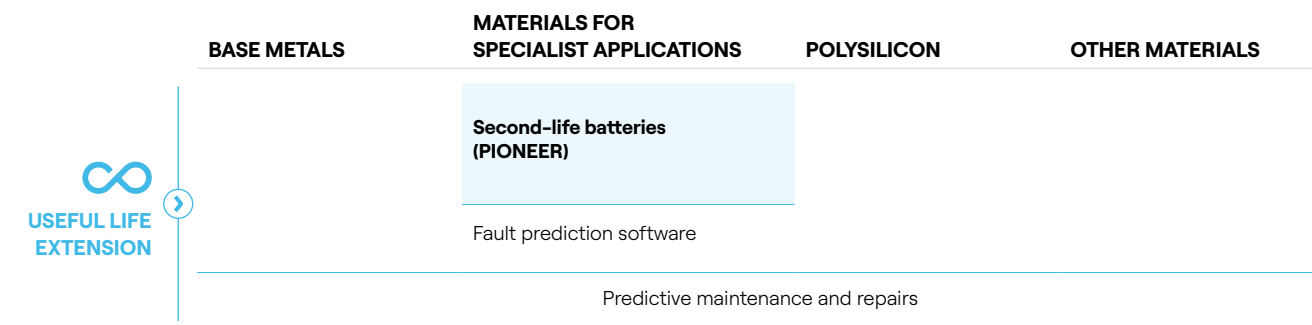 BASE METALS
MATERIALS FOR
SPECIALIST APPLICATIONS
POLYSILICON
OTHER MATERIALS
USEFUL LIFE
EXTENSION
Second-life batteries
(PIONEER)
Fault prediction software
Predictive maintenance and repairs